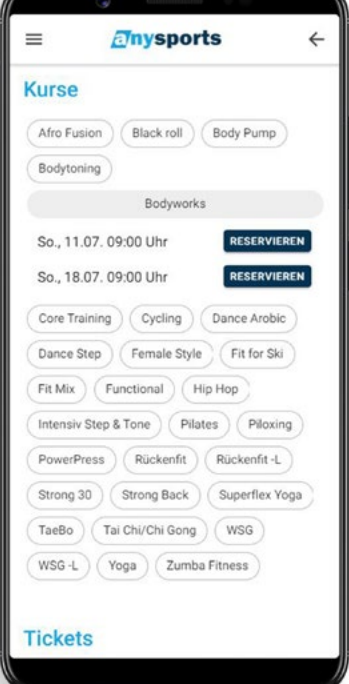 anysports
Kurse
Afro Fusion Black roll Body Pump
Bodytoning
Bodyworks
So., 11.07. 09:00 Uhr RESERVIEREN
So., 18.07. 09:00 Uhr RESERVIEREN
Core Training Cycling Dance Arobic
Dance Step Female Style Fit for Ski
Fit Mix Functional Hip Hop
Intensiv Step & Tone Pilates Piloxing
PowerPress Rückenfit Rückenfit -L
Strong 30 Strong Back Superflex Yoga
TaeBo Tai Chi/Chi Gong WSG
WSG -L Yoga Zumba Fitness
Tickets